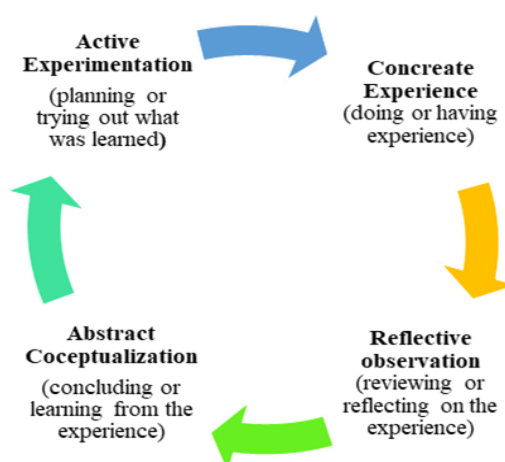 Active
Experimentation
(planning or
trying out what
was learned)
Concreate
Experience
(doing or having
experience)
Reflective
observation
(reviewing or
reflecting on the
experience)
Abstract
Coceptualization
(concluding or
learning from the
experience)